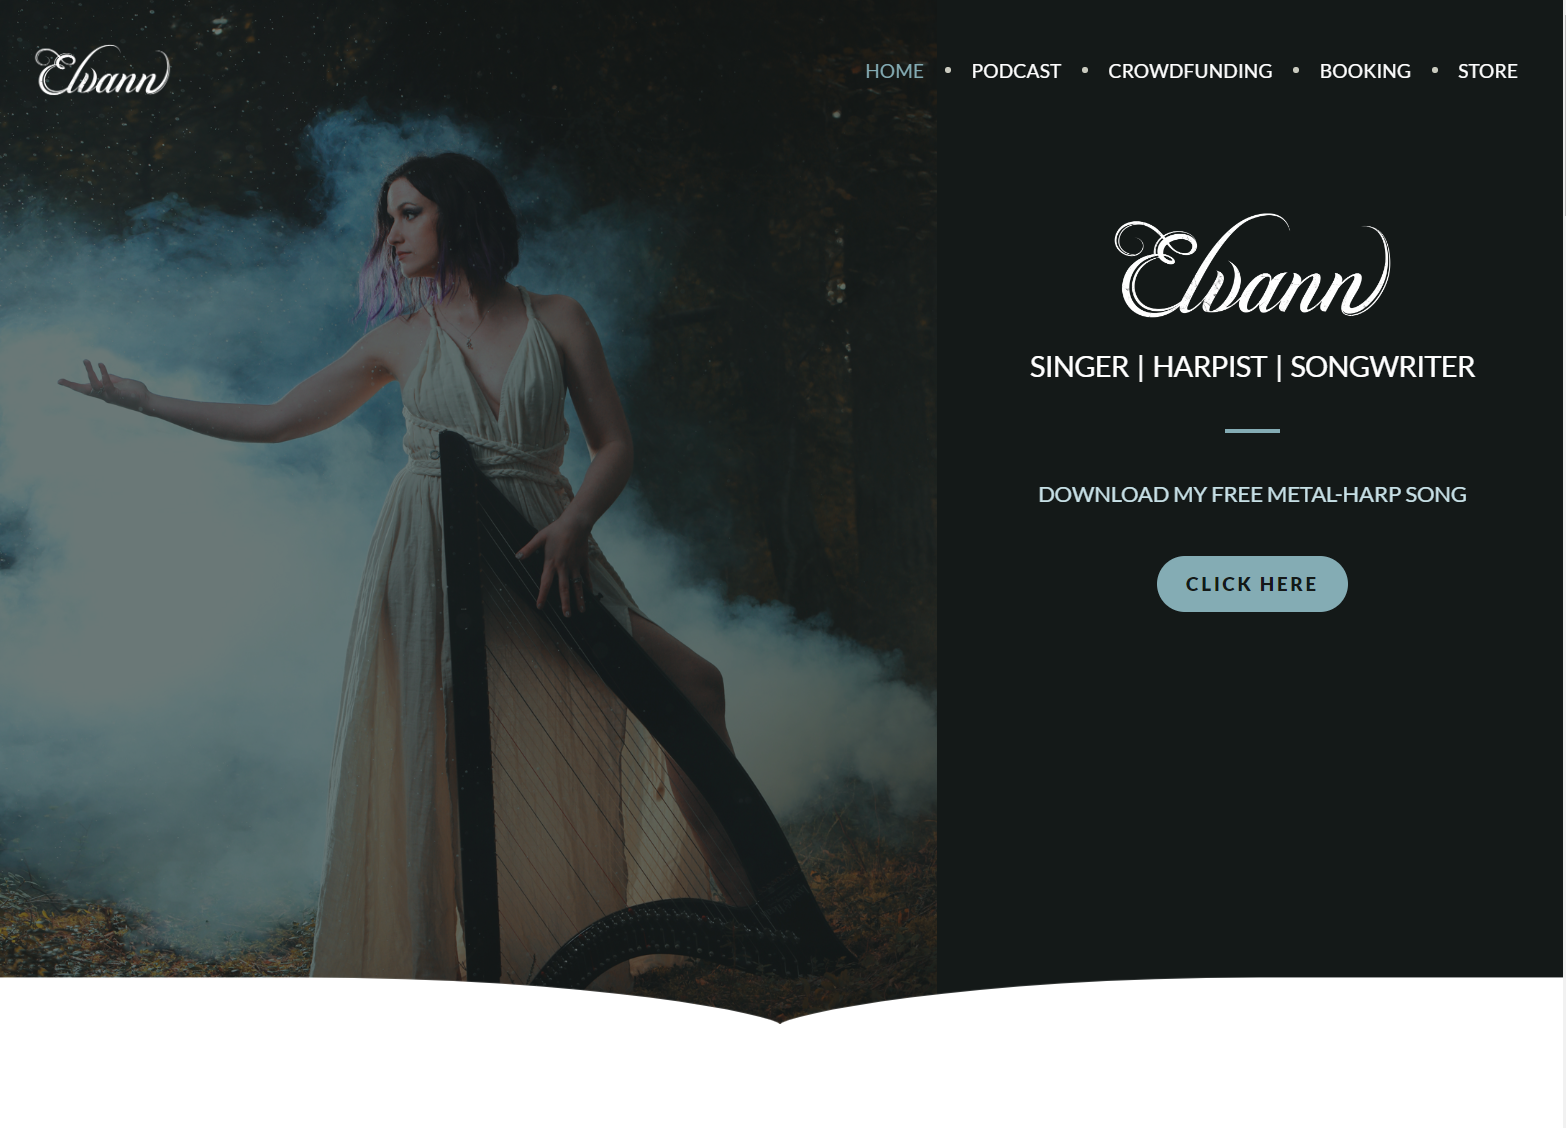 Elvann
HOME • PODCAST • CROWDFUNDING • BOOKING • STORE
Elvann
SINGER | HARPIST | SONGWRITER
DOWNLOAD MY FREE METAL-HARP SONG
CLICK HERE